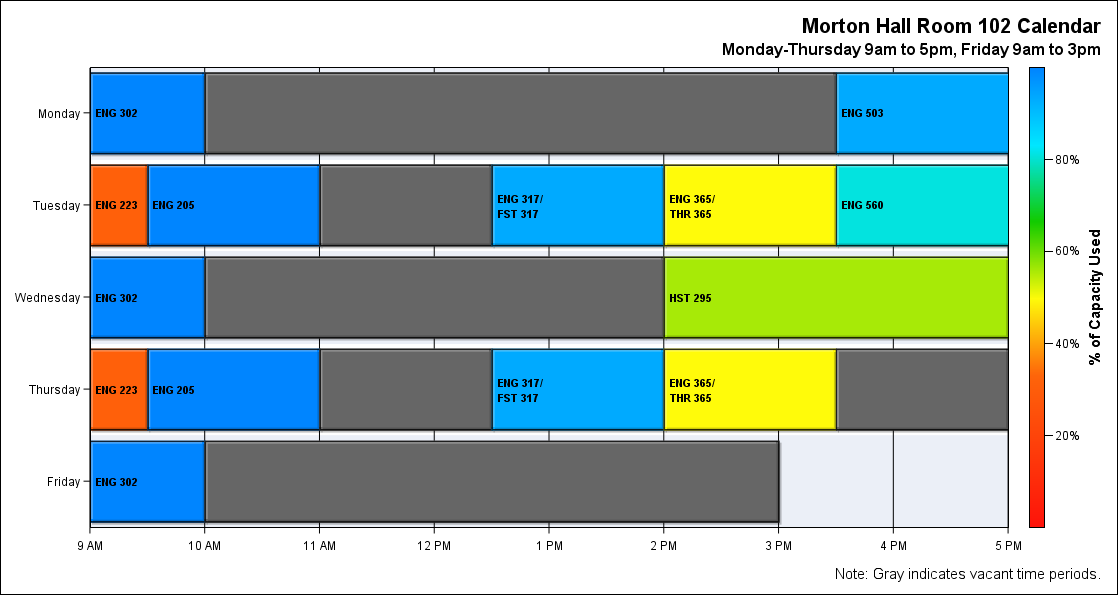 Morton Hall Room 102 Calendar
Monday-Thursday 9am to 5pm, Friday 9am to 3pm
Monday
ENG 302
ENG 503
Tuesday
ENG 223
ENG 205
ENG 317/
FST 317
ENG 365/
THR 365
ENG 560
Wednesday
ENG 302
HST 295
Thursday
ENG 223
ENG 205
ENG 317/
FST 317
ENG 365/
THR 365
Friday
ENG 302
9 AM 10 AM 11 AM 12 PM 1 PM 2 PM 3 PM 4 PM 5 PM
80%
60%
40%
20%
% of Capacity Used
Note: Gray indicates vacant time periods.